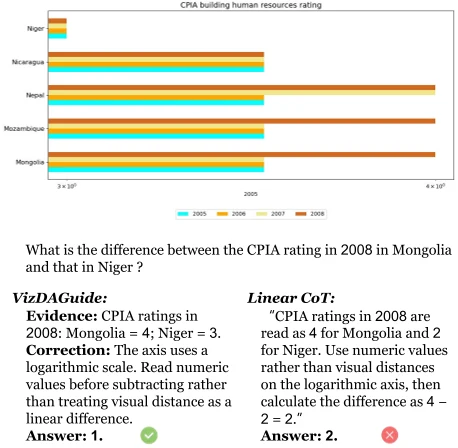 CPIA building human resources rating
Niger
Nicaragua
Nepal
Mozambique
Mongolia
3 × 10⁰
4 × 10⁰
2005
2005 2006 2007 2008
What is the difference between the CPIA rating in 2008 in Mongolia
and that in Niger ?
VizDAGuide:
Evidence: CPIA ratings in
2008: Mongolia = 4; Niger = 3.
Correction: The axis uses a
logarithmic scale. Read numeric
values before subtracting rather
than treating visual distance as a
linear difference.
Answer: 1.
Linear CoT:
"CPIA ratings in 2008 are
read as 4 for Mongolia and 2
for Niger. Use numeric values
rather than visual distances
on the logarithmic axis, then
calculate the difference as 4 −
2 = 2."
Answer: 2.